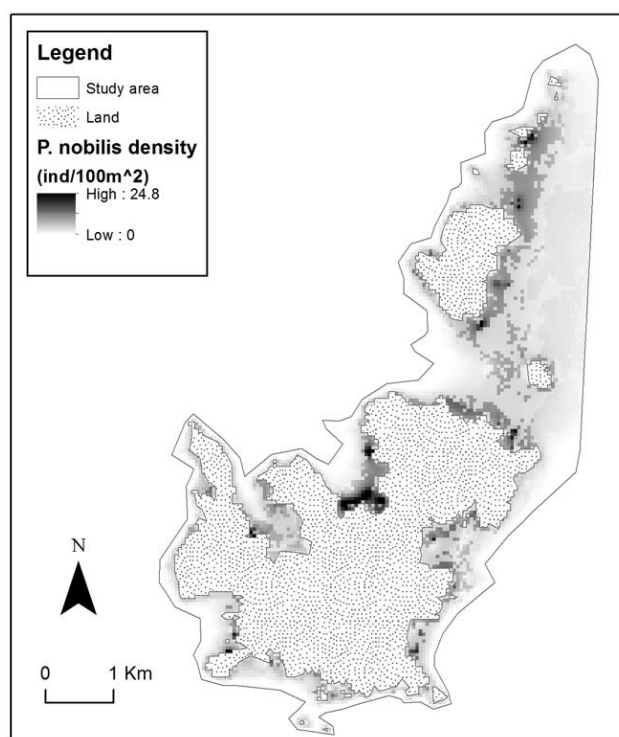 Legend
Study area
Land
P. nobilis density
(ind/100m^2)
High : 24.8
Low : 0
N
0 1 Km